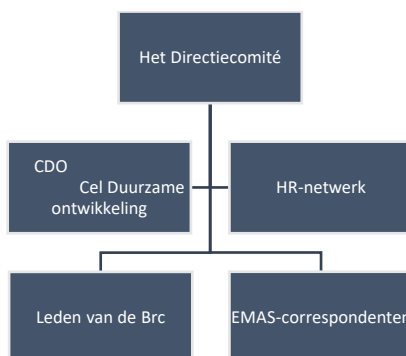 Het Directiecomité
CDO
Cel Duurzame
ontwikkeling
HR-netwerk
Leden van de Brc
EMAS-correspondenten